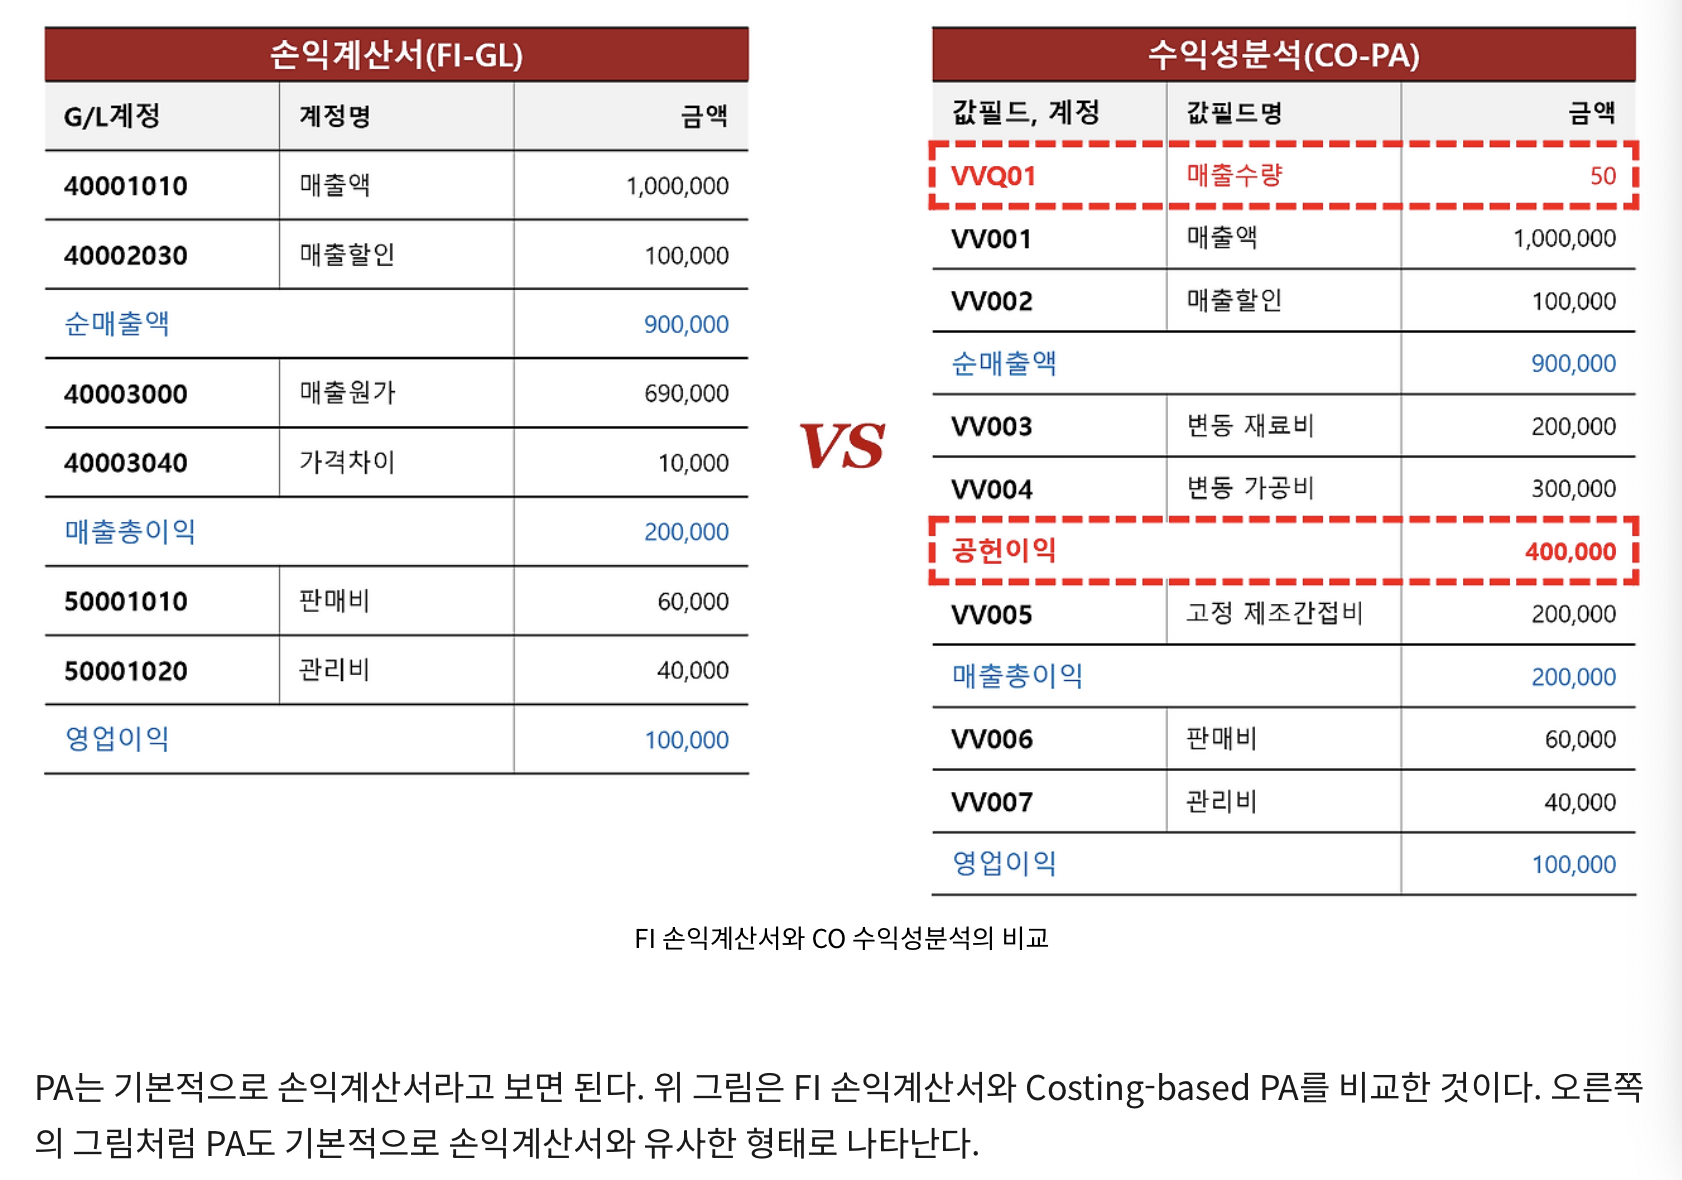 손익계산서(FI-GL)
G/L계정 계정명 금액
40001010 매출액 1,000,000
40002030 매출할인 100,000
순매출액 900,000
40003000 매출원가 690,000
40003040 가격차이 10,000
매출총이익 200,000
50001010 판매비 60,000
50001020 관리비 40,000
영업이익 100,000
VS
수익성분석(CO-PA)
값필드, 계정 값필드명 금액
VVQ01 매출수량 50
VV001 매출액 1,000,000
VV002 매출할인 100,000
순매출액 900,000
VV003 변동 재료비 200,000
VV004 변동 가공비 300,000
공헌이익 400,000
VV005 고정 제조간접비 200,000
매출총이익 200,000
VV006 판매비 60,000
VV007 관리비 40,000
영업이익 100,000
FI 손익계산서와 CO 수익성분석의 비교
PA는 기본적으로 손익계산서라고 보면 된다. 위 그림은 FI 손익계산서와 Costing-based PA를 비교한 것이다. 오른쪽
의 그림처럼 PA도 기본적으로 손익계산서와 유사한 형태로 나타난다.